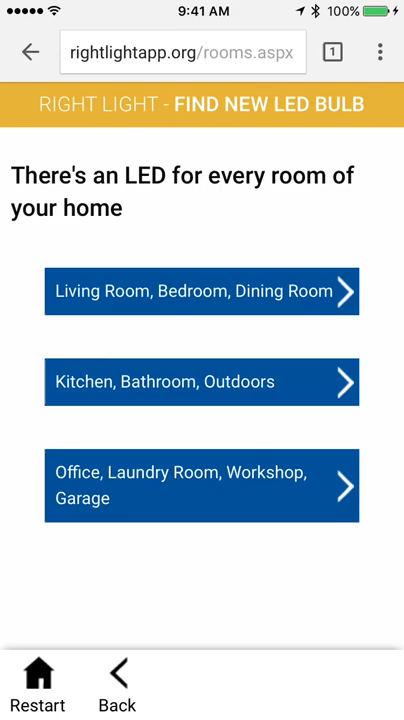 9:41 AM
100%
rightlightapp.org/rooms.aspx
1
RIGHT LIGHT - FIND NEW LED BULB
There's an LED for every room of
your home
Living Room, Bedroom, Dining Room
Kitchen, Bathroom, Outdoors
Office, Laundry Room, Workshop,
Garage
Restart
Back